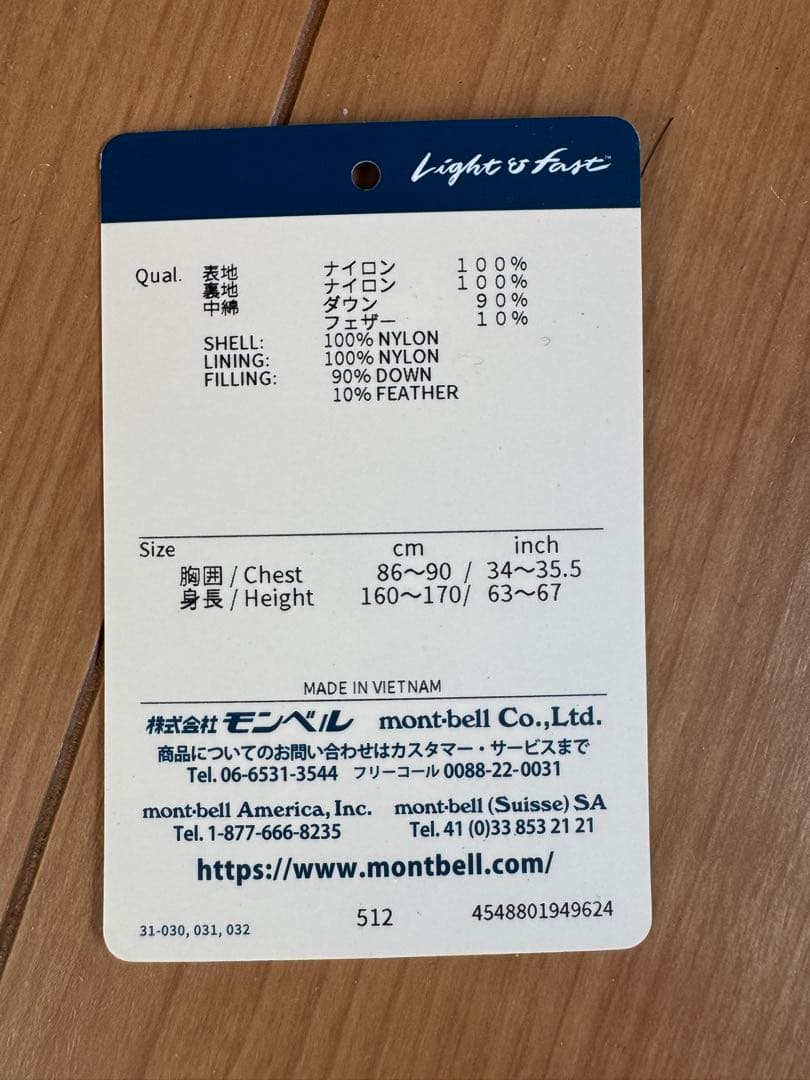 Light & fast™
Qual. 表地 ナイロン 100%
裏地 ナイロン 100%
中綿 ダウン 90%
フェザー 10%
SHELL: 100% NYLON
LINING: 100% NYLON
FILLING: 90% DOWN
10% FEATHER
Size cm inch
胸囲 / Chest 86～90 / 34～35.5
身長 / Height 160～170/ 63～67
MADE IN VIETNAM
株式会社 モンベル mont·bell Co.,Ltd.
商品についてのお問い合わせはカスタマー・サービスまで
Tel. 06-6531-3544 フリーコール 0088-22-0031
mont·bell America, Inc. mont·bell (Suisse) SA
Tel. 1-877-666-8235 Tel. 41 (0)33 853 21 21
https://www.montbell.com/
31-030, 031, 032 512 4548801949624